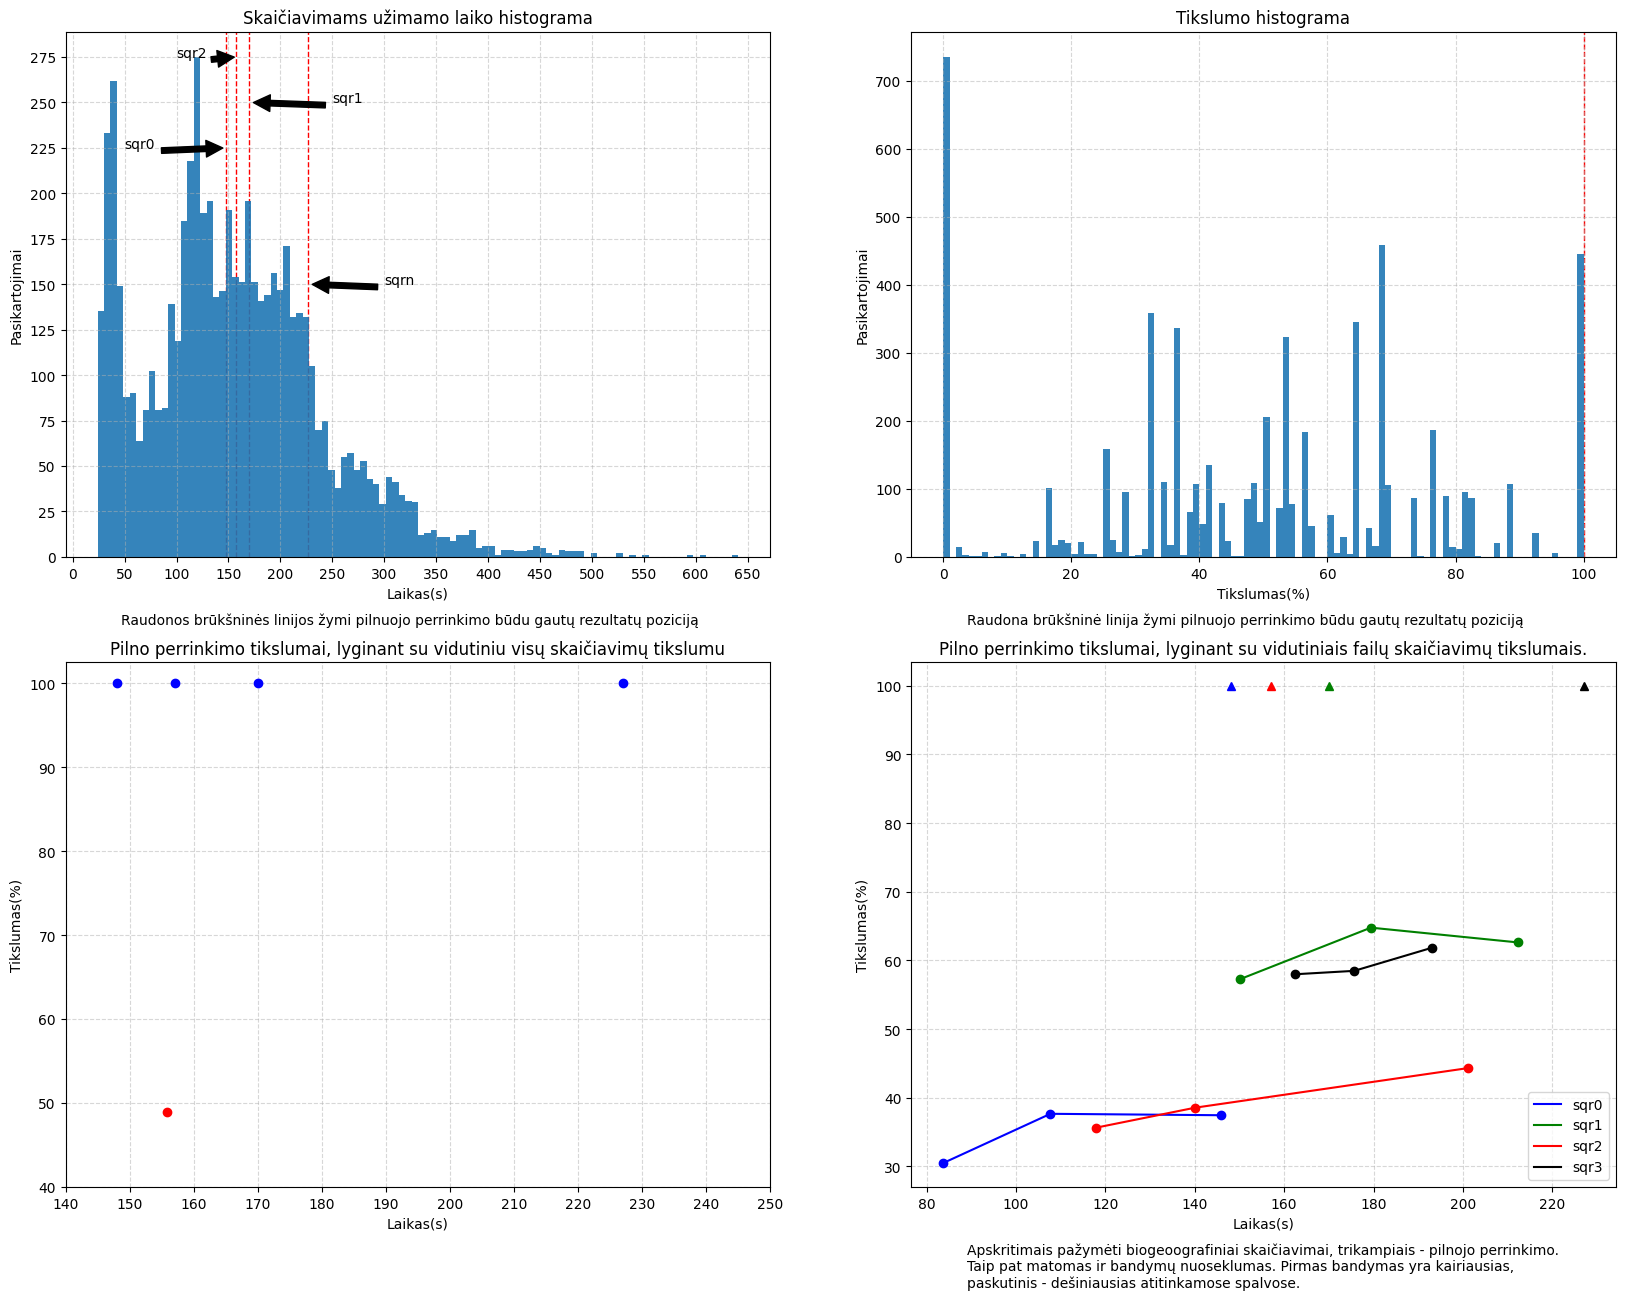 Skaičiavimams užimamo laiko histograma
275
250
225
200
175
150
125
100
75
50
25
0
Pasikartojimai
sqr2
sqr1
sqr0
sqrn
0 50 100 150 200 250 300 350 400 450 500 550 600 650
Laikas(s)
Raudonos brūkšninės linijos žymi pilnuojo perrinkimo būdu gautų rezultatų poziciją
Tikslumo histograma
700
600
500
400
300
200
100
0
Pasikartojimai
0 20 40 60 80 100
Tikslumas(%)
Raudona brūkšninė linija žymi pilnuojo perrinkimo būdu gautų rezultatų poziciją
Pilno perrinkimo tikslumai, lyginant su vidutiniu visų skaičiavimų tikslumu
100
90
80
70
60
50
40
Tikslumas(%)
140 150 160 170 180 190 200 210 220 230 240 250
Laikas(s)
Pilno perrinkimo tikslumai, lyginant su vidutiniais failų skaičiavimų tikslumais.
100
90
80
70
60
50
40
30
Tikslumas(%)
sqr0
sqr1
sqr2
sqr3
80 100 120 140 160 180 200 220
Laikas(s)
Apskritimais pažymėti biogeoografiniai skaičiavimai, trikampiais - pilnojo perrinkimo.
Taip pat matomas ir bandymų nuoseklumas. Pirmas bandymas yra kairiausias,
paskutinis - dešiniausias atitinkamose spalvose.